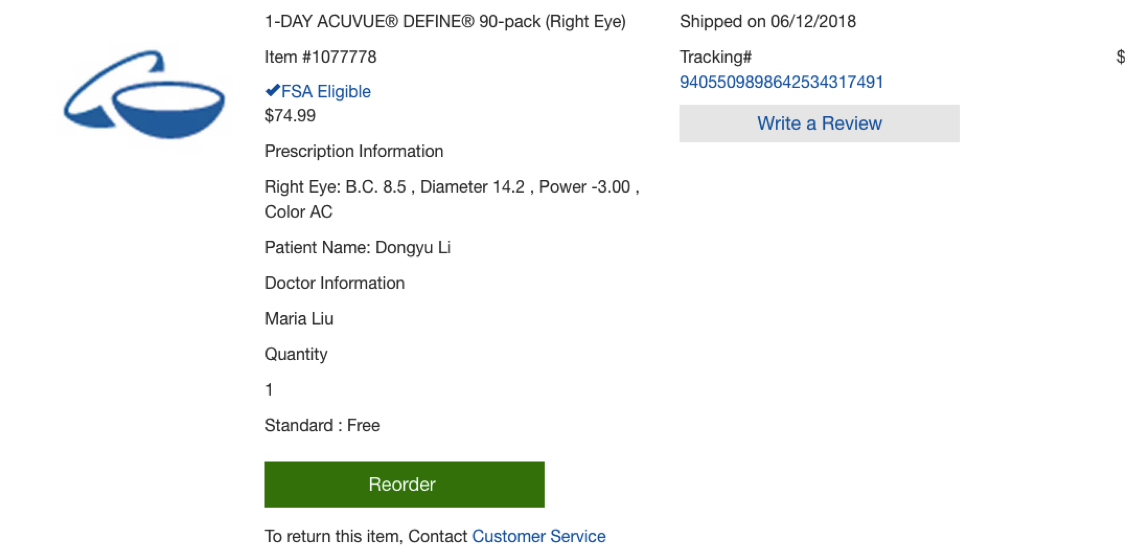 1-DAY ACUVUE® DEFINE® 90-pack (Right Eye)
Item #1077778
✔FSA Eligible
$74.99
Prescription Information
Right Eye: B.C. 8.5 , Diameter 14.2 , Power -3.00 ,
Color AC
Patient Name: Dongyu Li
Doctor Information
Maria Liu
Quantity
1
Standard : Free
Reorder
To return this item, Contact Customer Service
Shipped on 06/12/2018
Tracking#
9405509898642534317491
Write a Review
$